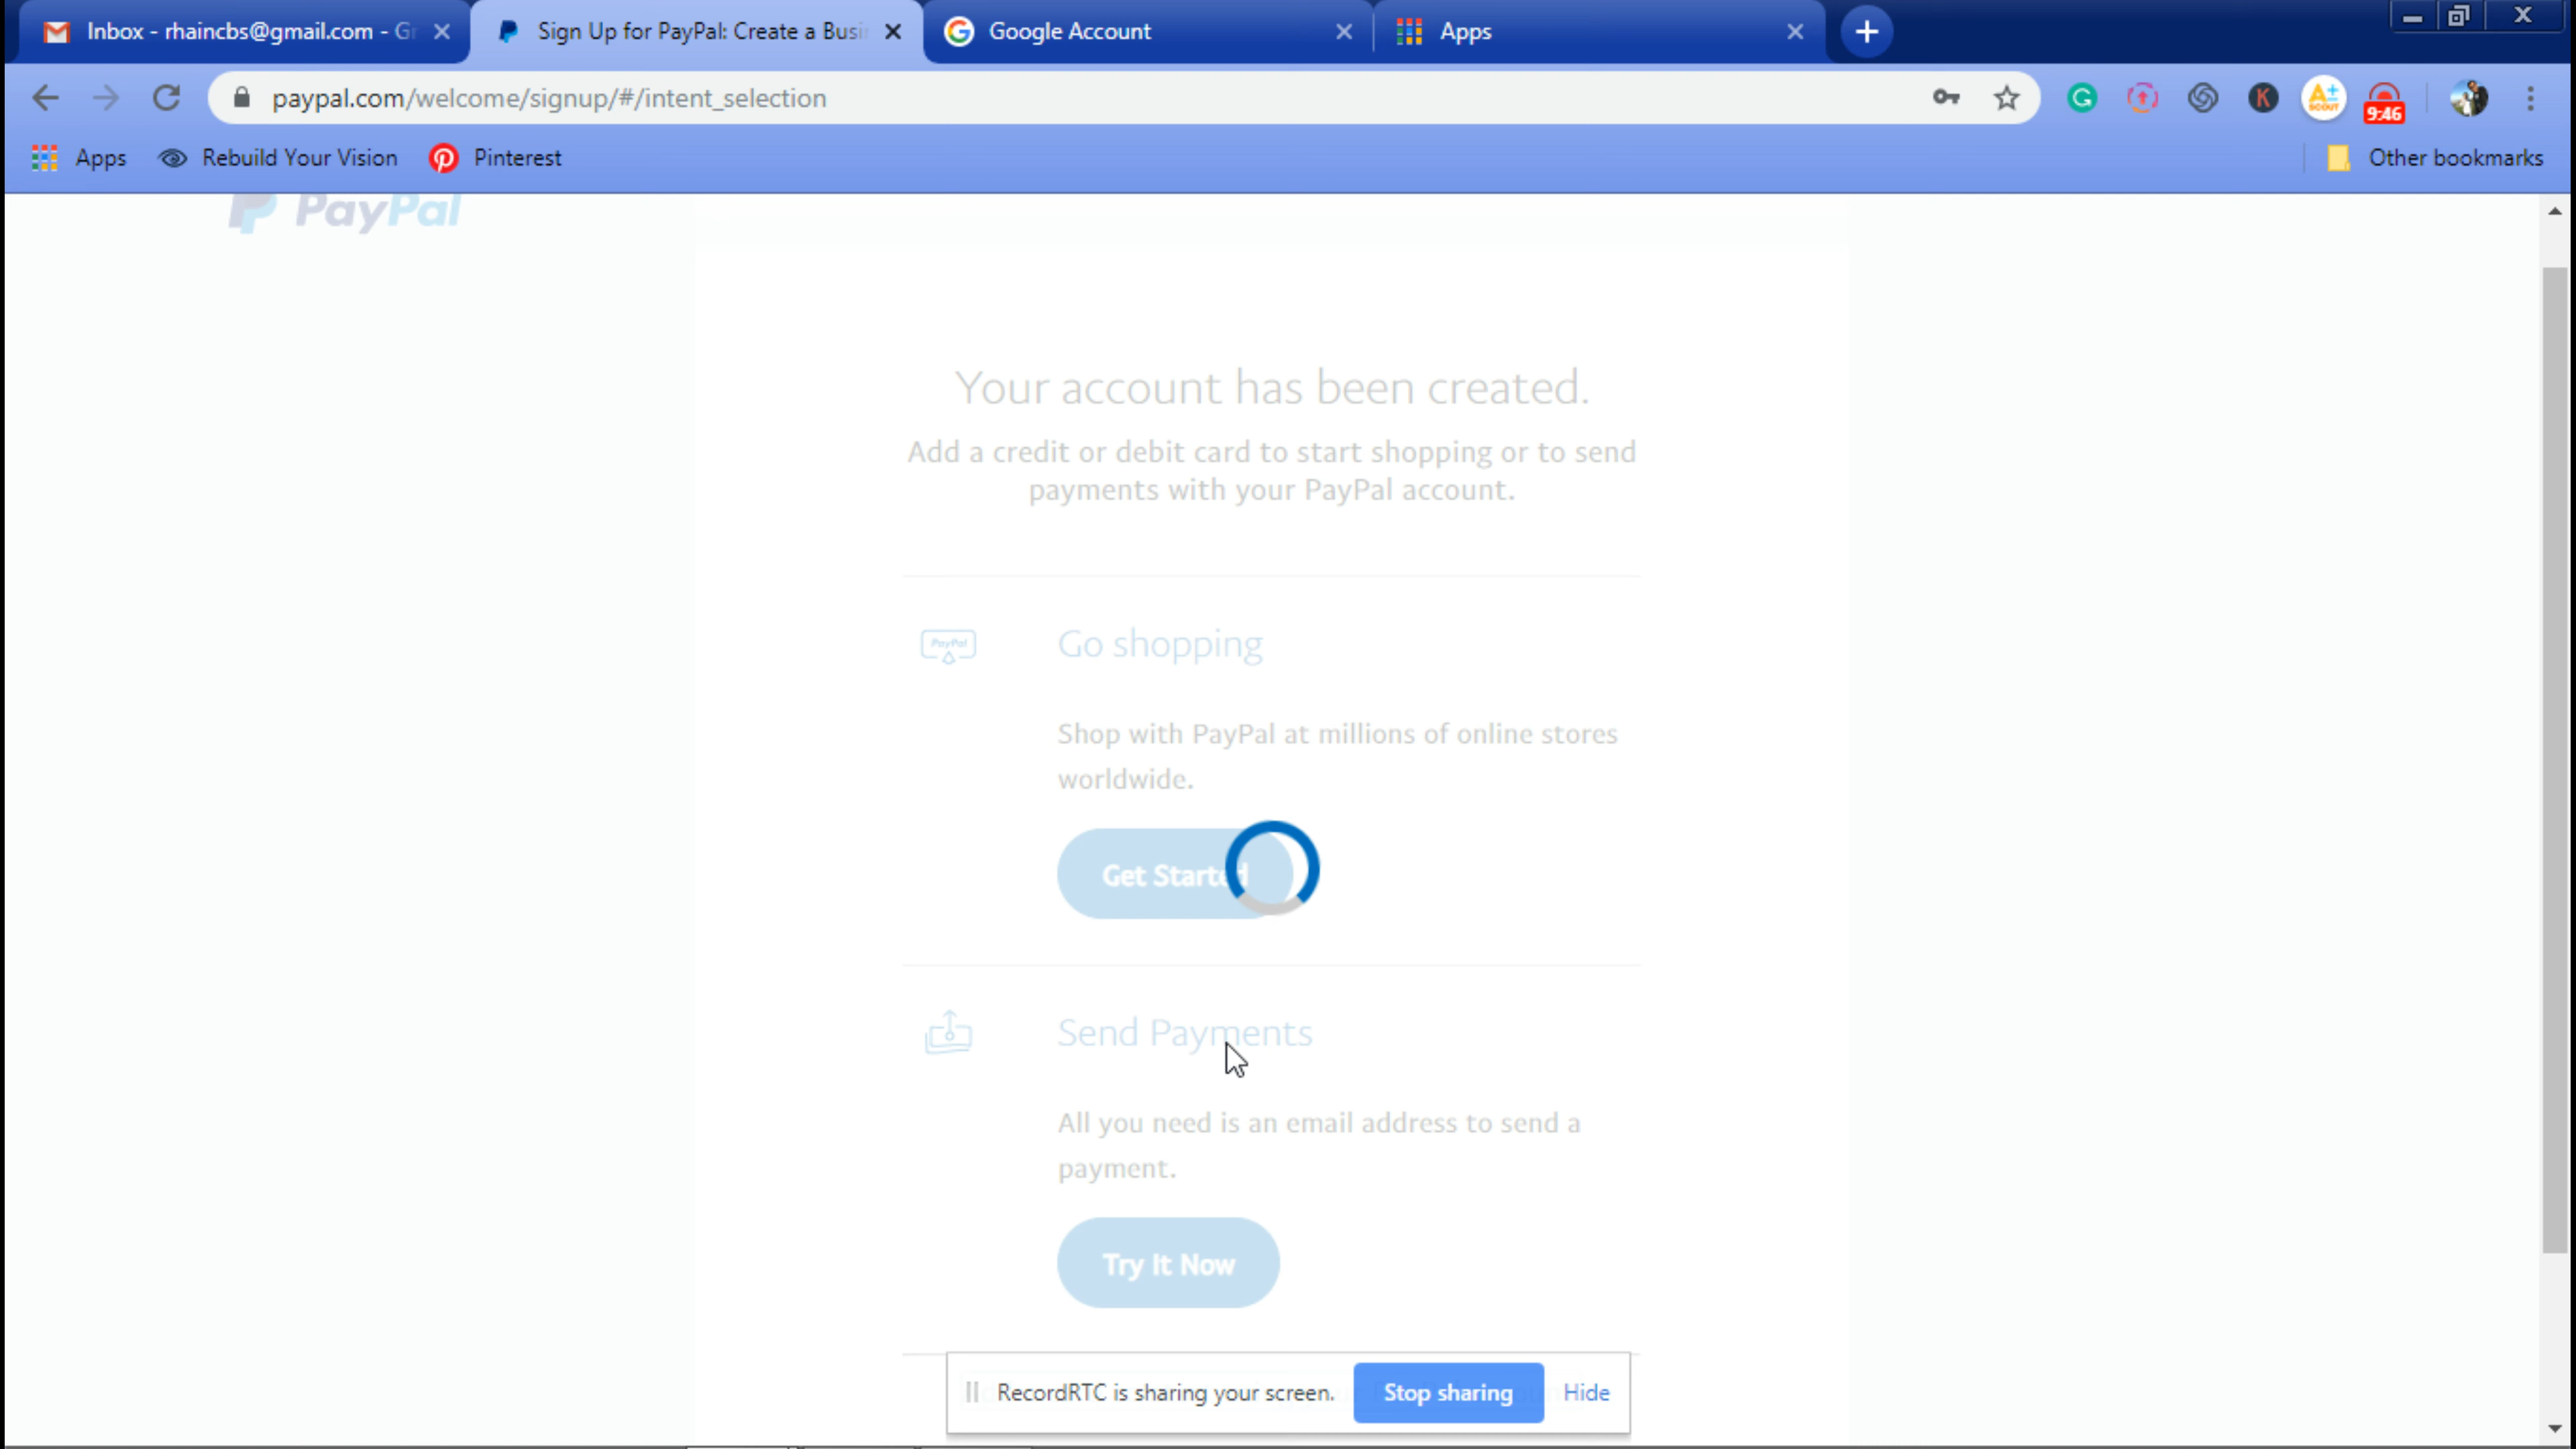 Inbox - rhaincbs@gmail.com - Gr
Sign Up for PayPal: Create a Busi
Google Account
Apps
paypal.com/welcome/signup/#/intent_selection
9:46
Apps
Rebuild Your Vision
Pinterest
Other bookmarks
PayPal
Your account has been created.
Add a credit or debit card to start shopping or to send
payments with your PayPal account.
PayPal
Go shopping
Shop with PayPal at millions of online stores
worldwide.
Get Started
Send Payments
All you need is an email address to send a
payment.
Try It Now
RecordRTC is sharing your screen.
Stop sharing
Hide